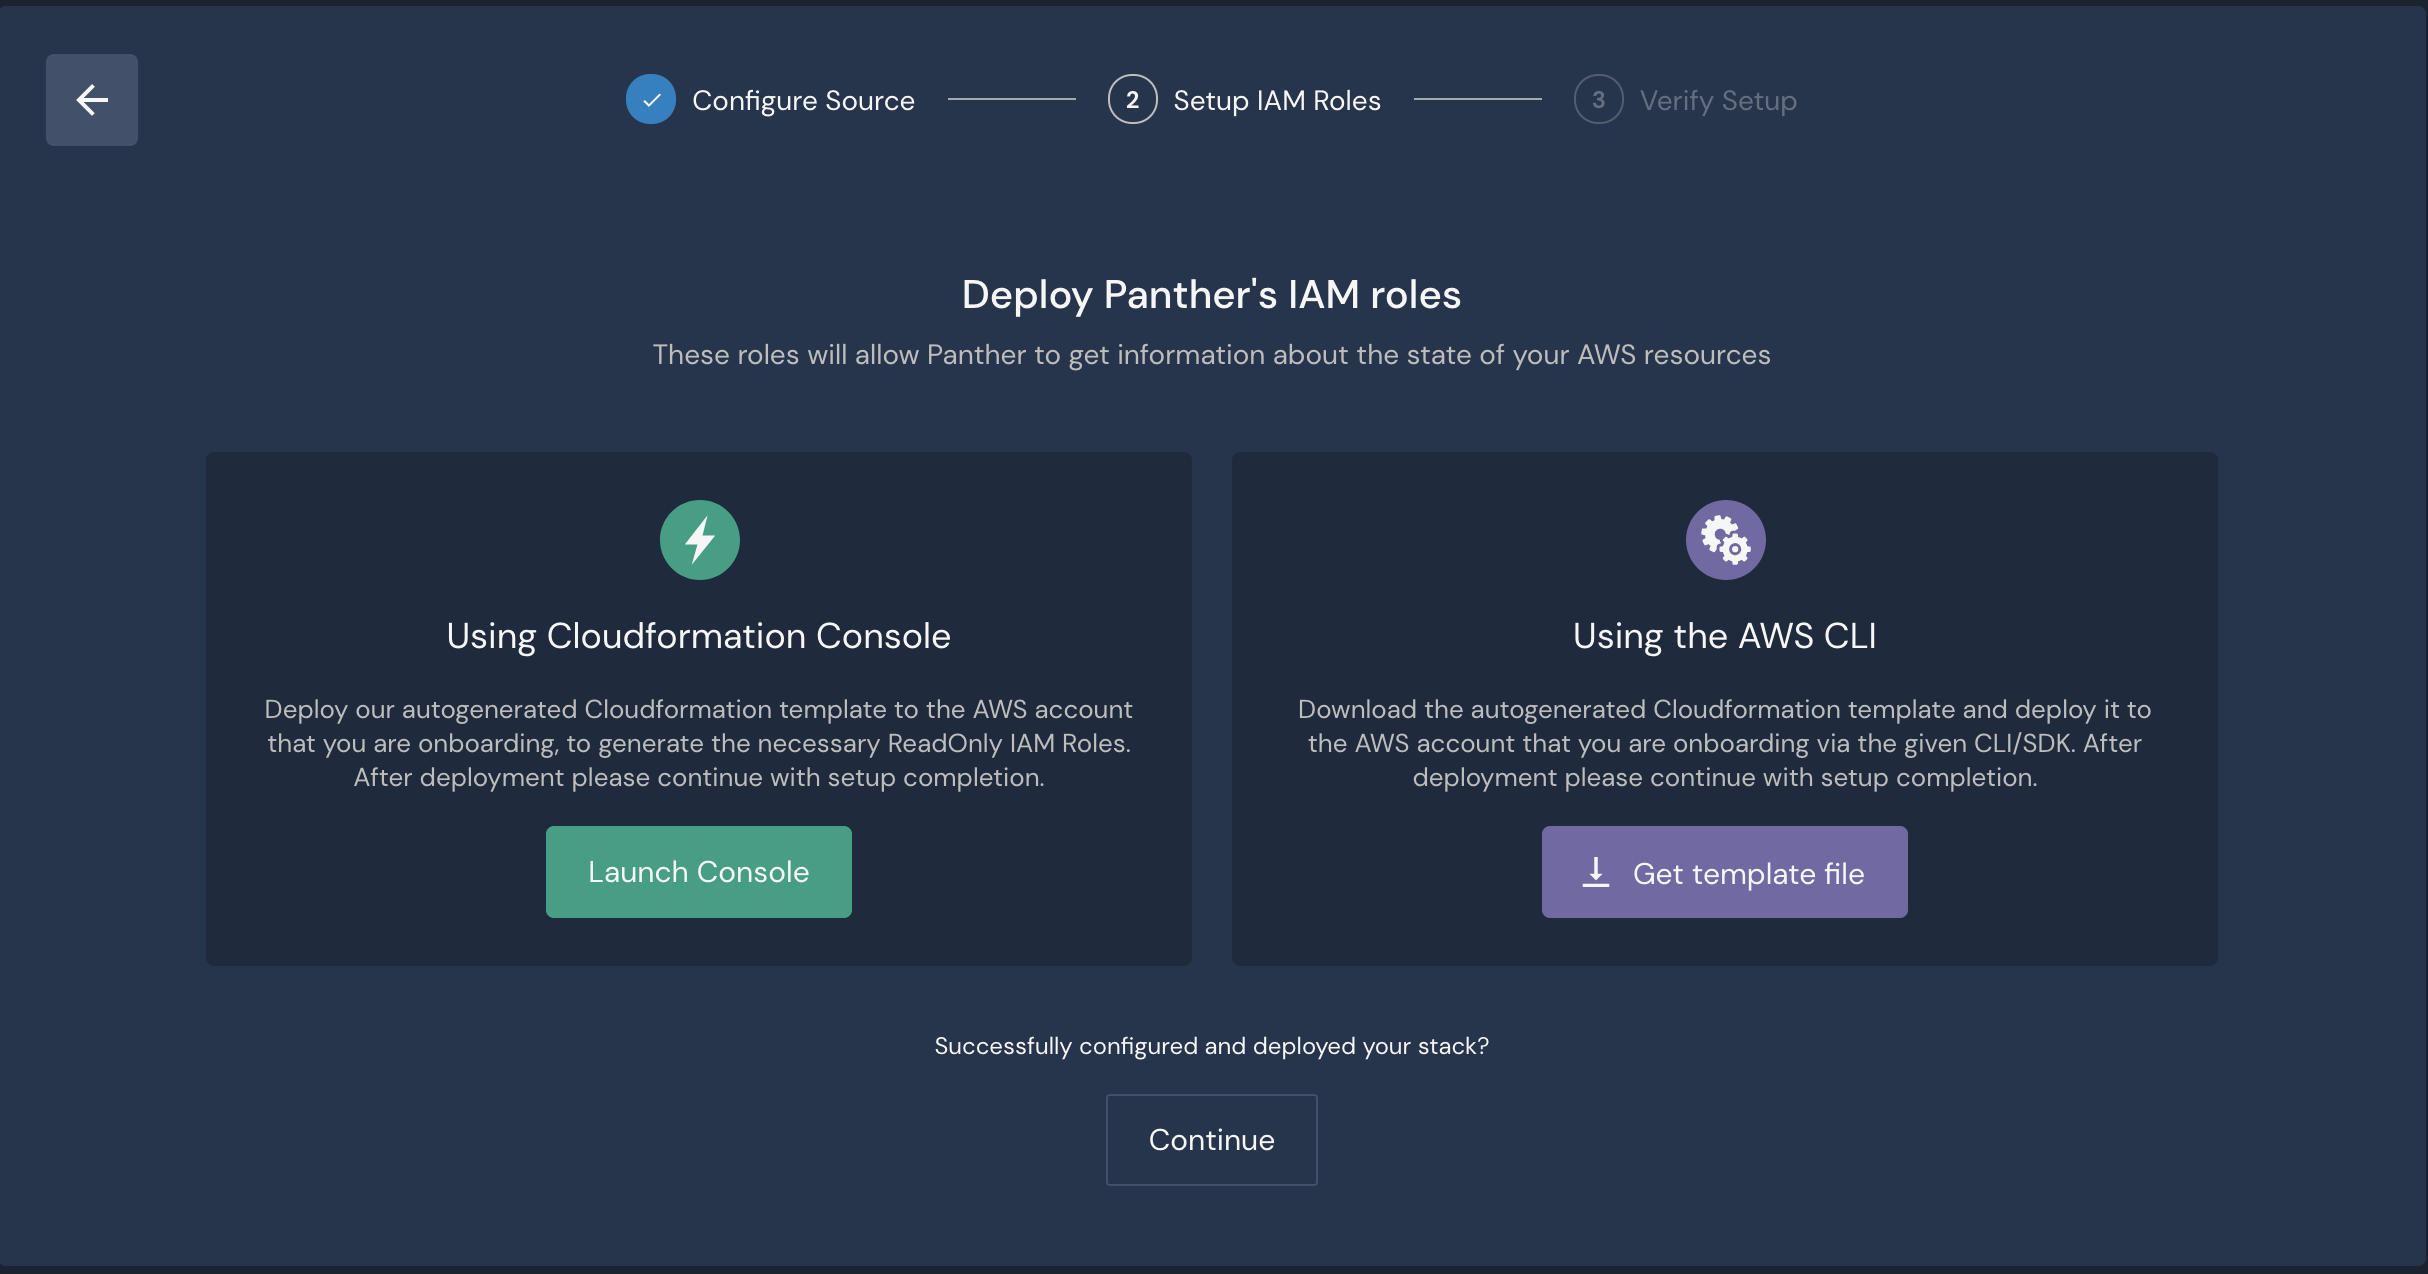 Configure Source
2 Setup IAM Roles
3 Verify Setup
Deploy Panther's IAM roles
These roles will allow Panther to get information about the state of your AWS resources
Using Cloudformation Console
Deploy our autogenerated Cloudformation template to the AWS account
that you are onboarding, to generate the necessary ReadOnly IAM Roles.
After deployment please continue with setup completion.
Launch Console
Using the AWS CLI
Download the autogenerated Cloudformation template and deploy it to
the AWS account that you are onboarding via the given CLI/SDK. After
deployment please continue with setup completion.
Get template file
Successfully configured and deployed your stack?
Continue